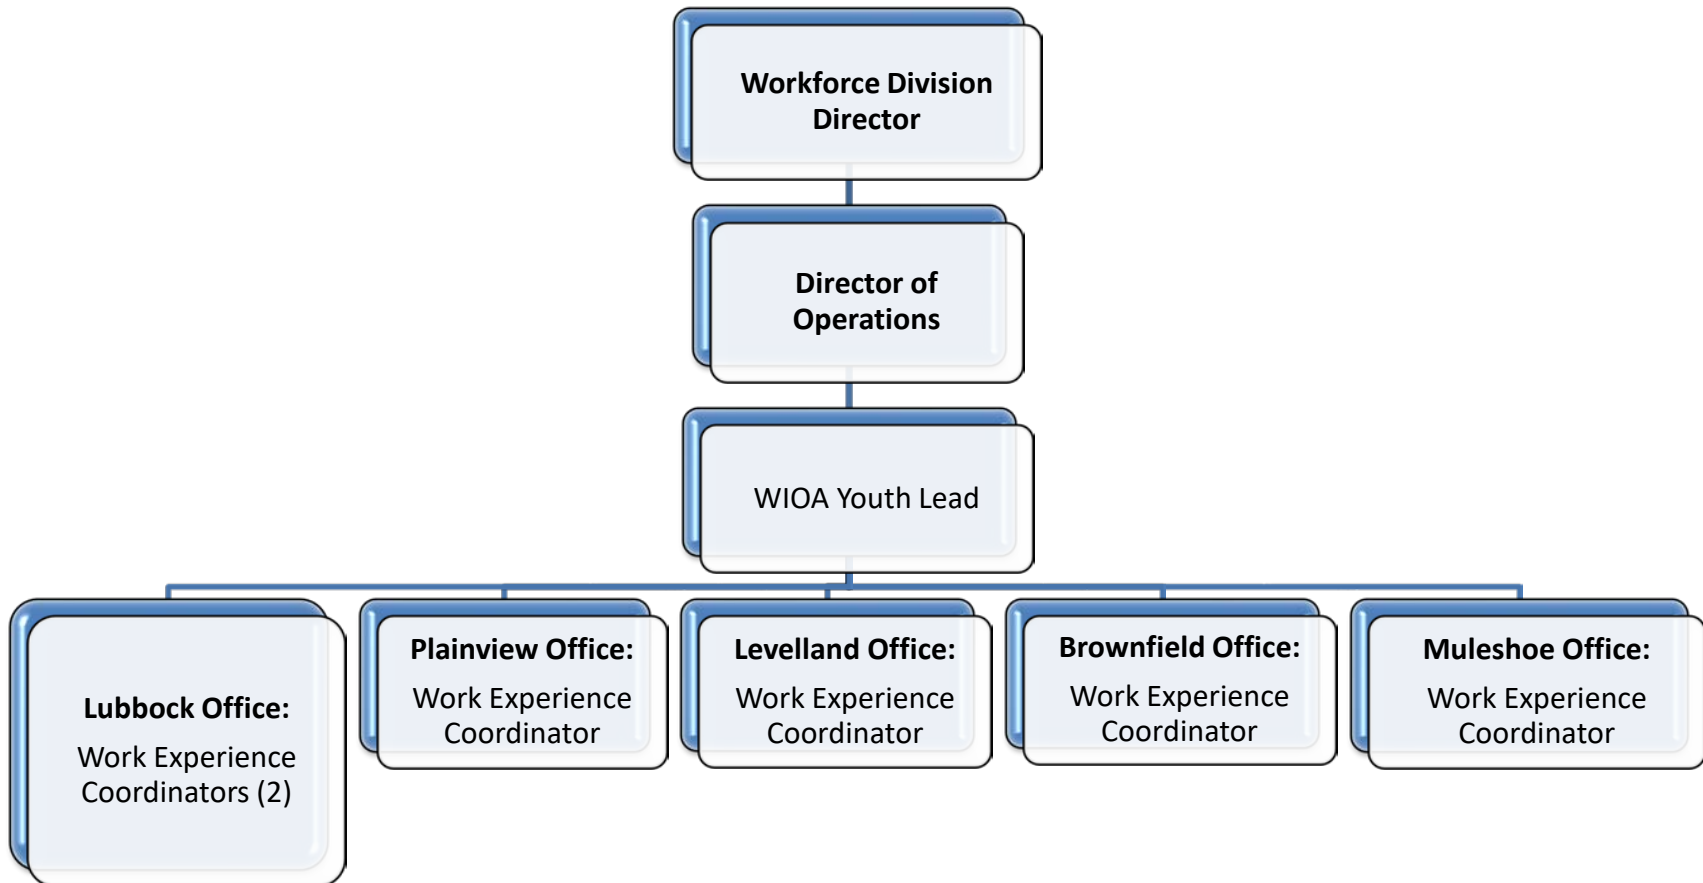 Workforce Division
Director
Director of
Operations
WIOA Youth Lead
Lubbock Office:
Work Experience
Coordinators (2)
Plainview Office:
Work Experience
Coordinator
Levelland Office:
Work Experience
Coordinator
Brownfield Office:
Work Experience
Coordinator
Muleshoe Office:
Work Experience
Coordinator